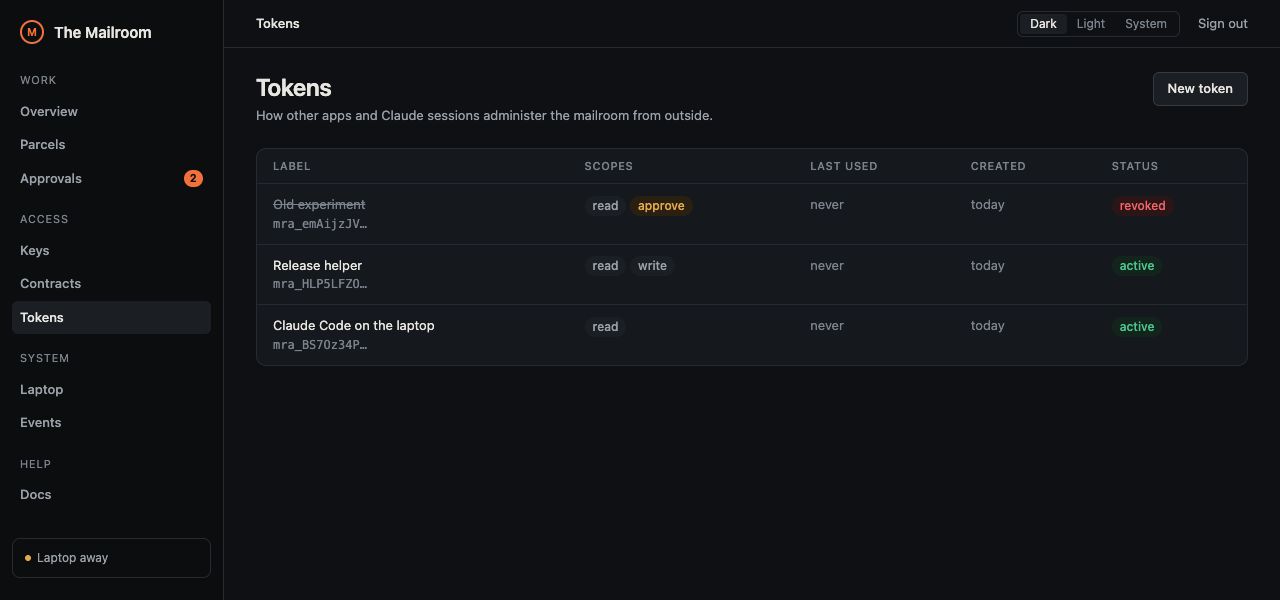 M The Mailroom
WORK
Overview
Parcels
Approvals 2
ACCESS
Keys
Contracts
Tokens
SYSTEM
Laptop
Events
HELP
Docs
Laptop away
Tokens
Dark Light System Sign out
Tokens
New token
How other apps and Claude sessions administer the mailroom from outside.
LABEL SCOPES LAST USED CREATED STATUS
Old experiment read approve never today revoked
mra_emAijzJV…
Release helper read write never today active
mra_HLP5LFZO…
Claude Code on the laptop read never today active
mra_BS7Oz34P…